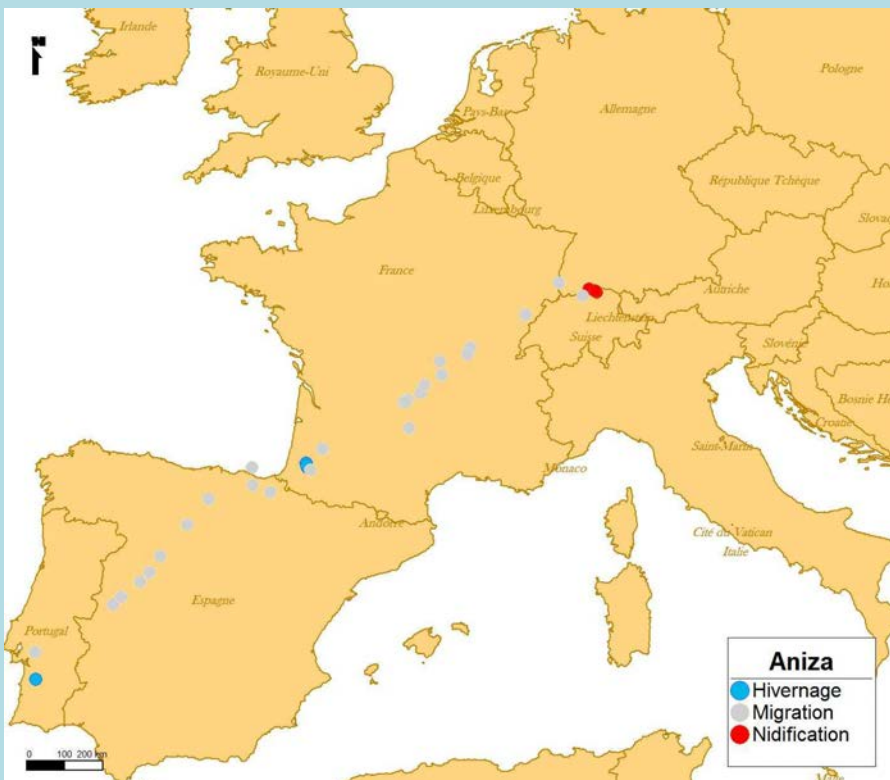 Irlande
N
Royaume-Uni
Pologne
Pays-Bas
Allemagne
Belgique
République Tchèque
Luxembourg
France
Autriche
Liechtenstein
Suisse
Slovénie
Croatie
Saint-Marin
Monaco
Andorre
Cité du Vatican
Italie
Espagne
Portugal
Aniza
Hivernage
Migration
Nidification
0 100 200 km